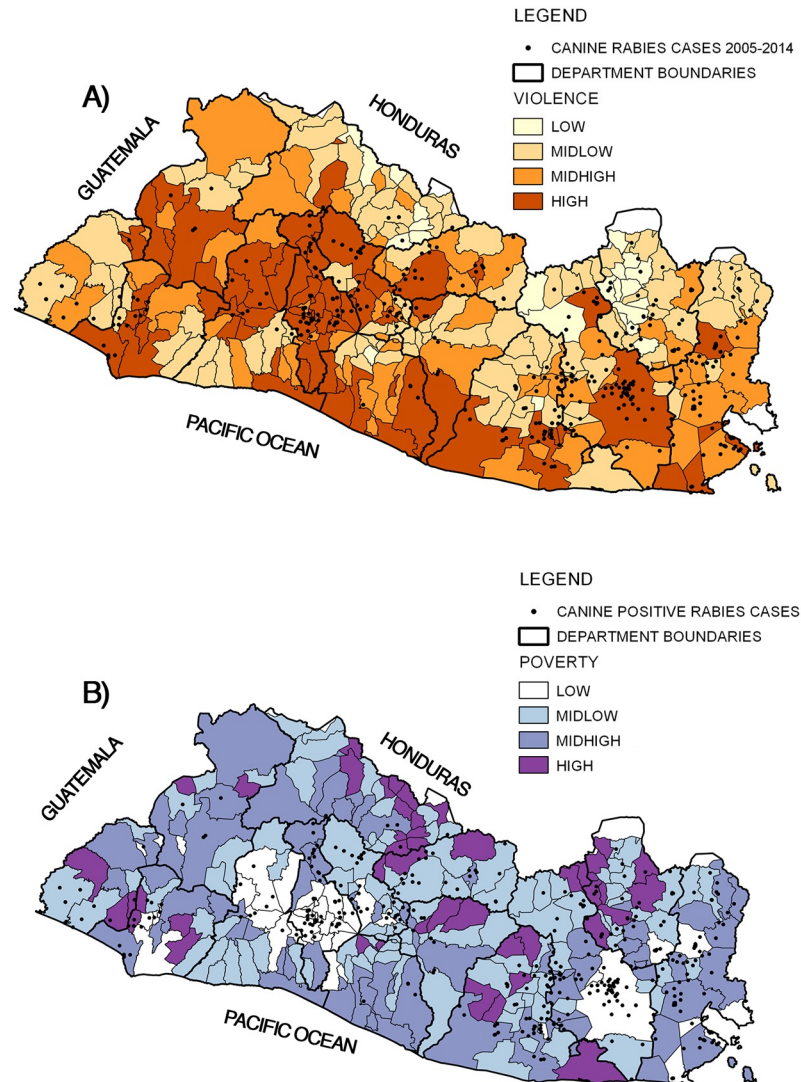 LEGEND
CANINE RABIES CASES 2005-2014
DEPARTMENT BOUNDARIES
VIOLENCE
LOW
MIDLOW
MIDHIGH
HIGH
A)
GUATEMALA
HONDURAS
PACIFIC OCEAN
LEGEND
CANINE POSITIVE RABIES CASES
DEPARTMENT BOUNDARIES
POVERTY
LOW
MIDLOW
MIDHIGH
HIGH
B)
GUATEMALA
HONDURAS
PACIFIC OCEAN